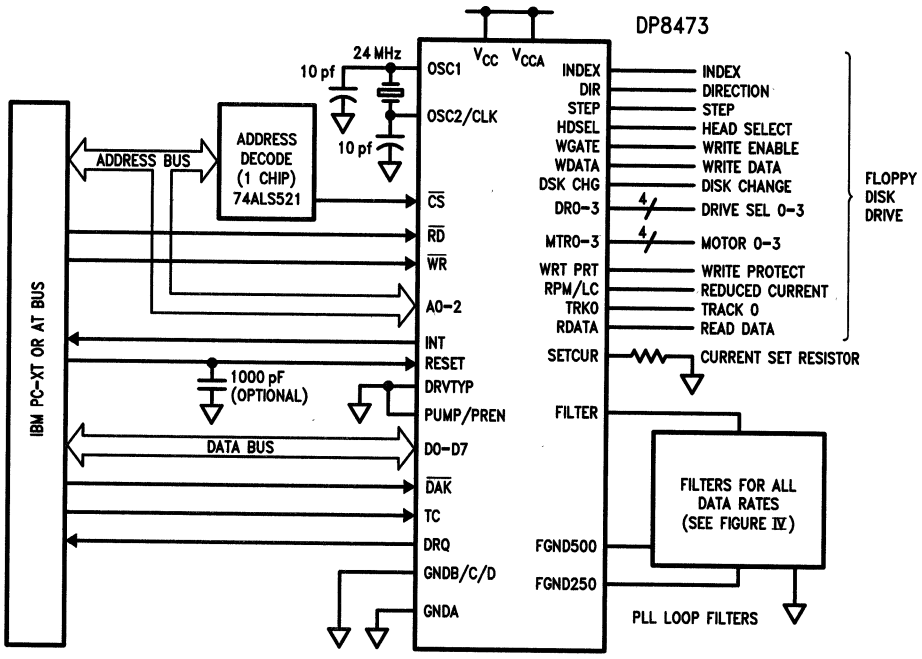 DP8473
VCC VCCA
24 MHz
10 pf
10 pf
OSC1
OSC2/CLK
ADDRESS BUS
ADDRESS
DECODE
(1 CHIP)
74ALS521
IBM PC-XT OR AT BUS
CS
RD
WR
A0-2
INT
RESET
1000 pF
(OPTIONAL)
DRVTYP
PUMP/PREN
DATA BUS
D0-D7
DAK
TC
DRQ
GNDB/C/D
GNDA
INDEX INDEX
DIR DIRECTION
STEP STEP
HDSEL HEAD SELECT
WGATE WRITE ENABLE
WDATA WRITE DATA
DSK CHG DISK CHANGE
DR0-3 4 DRIVE SEL 0-3
MTR0-3 4 MOTOR 0-3
WRT PRT WRITE PROTECT
RPM/LC REDUCED CURRENT
TRK0 TRACK 0
RDATA READ DATA
FLOPPY
DISK
DRIVE
SETCUR CURRENT SET RESISTOR
FILTER
FILTERS FOR ALL
DATA RATES
(SEE FIGURE IV)
FGND500
FGND250
PLL LOOP FILTERS